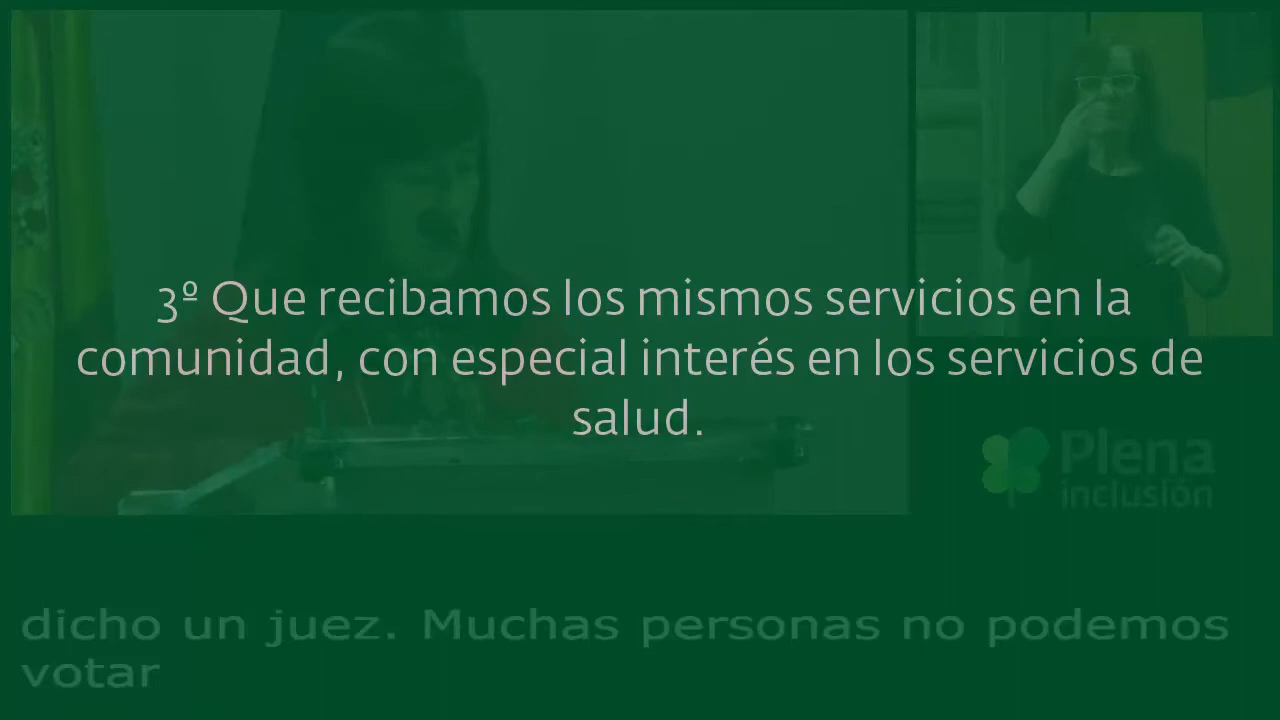 3º Que recibamos los mismos servicios en la
comunidad, con especial interés en los servicios de
salud.
Plena
inclusión
dicho un juez. Muchas personas no podemos
votar